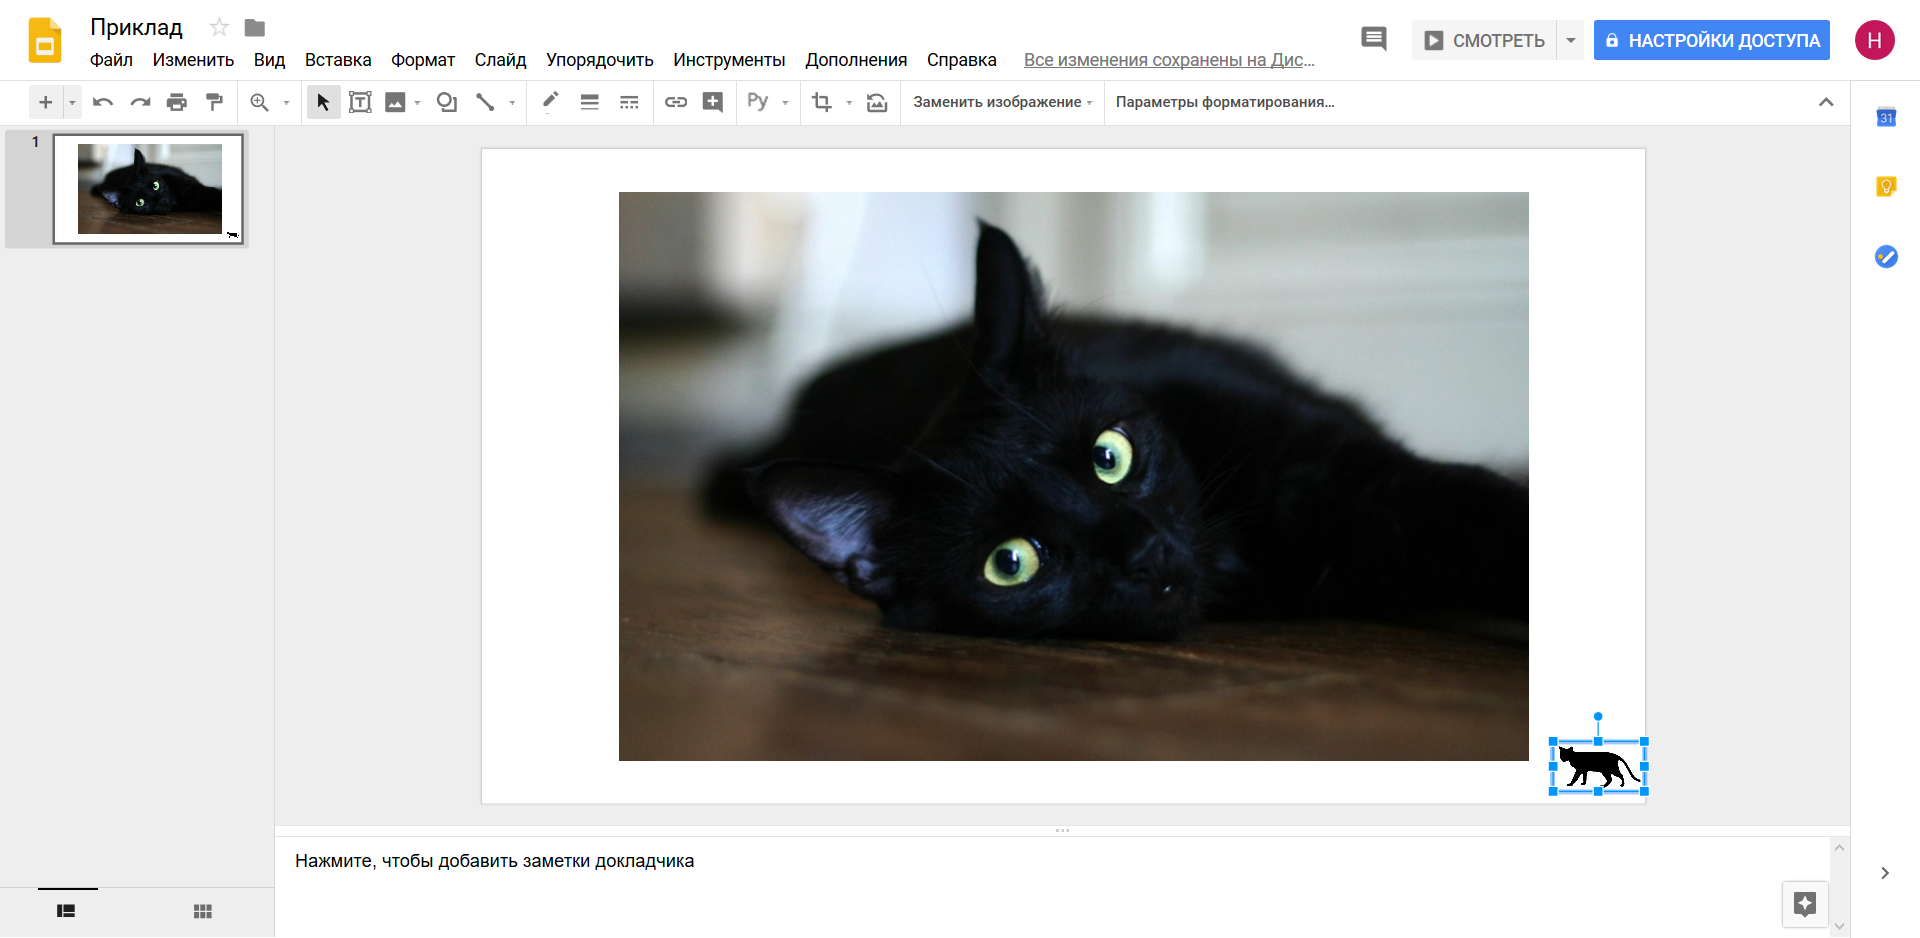 Приклад
Файл Изменить Вид Вставка Формат Слайд Упорядочить Инструменты Дополнения Справка Все изменения сохранены на Дис...
СМОТРЕТЬ
НАСТРОЙКИ ДОСТУПА
Н
Ру
Заменить изображение
Параметры форматирования...
31
1
Нажмите, чтобы добавить заметки докладчика